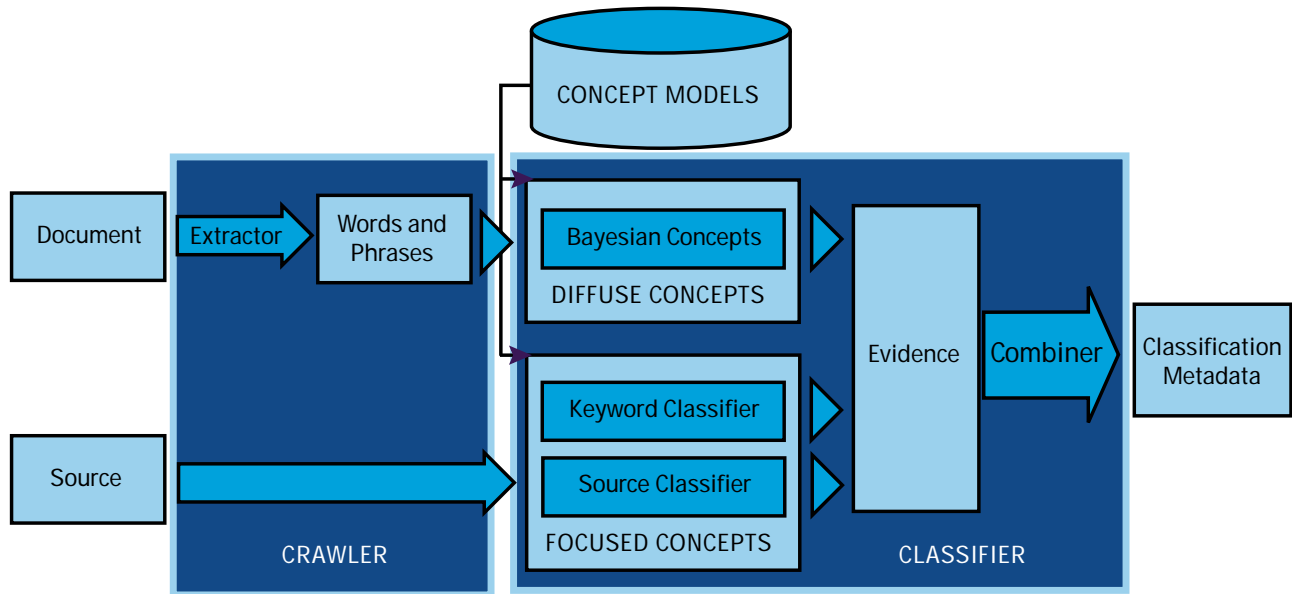 CONCEPT MODELS
Document
Extractor
Words and
Phrases
Bayesian Concepts
DIFFUSE CONCEPTS
Evidence
Combiner
Classification
Metadata
Keyword Classifier
Source
Source Classifier
FOCUSED CONCEPTS
CRAWLER
CLASSIFIER